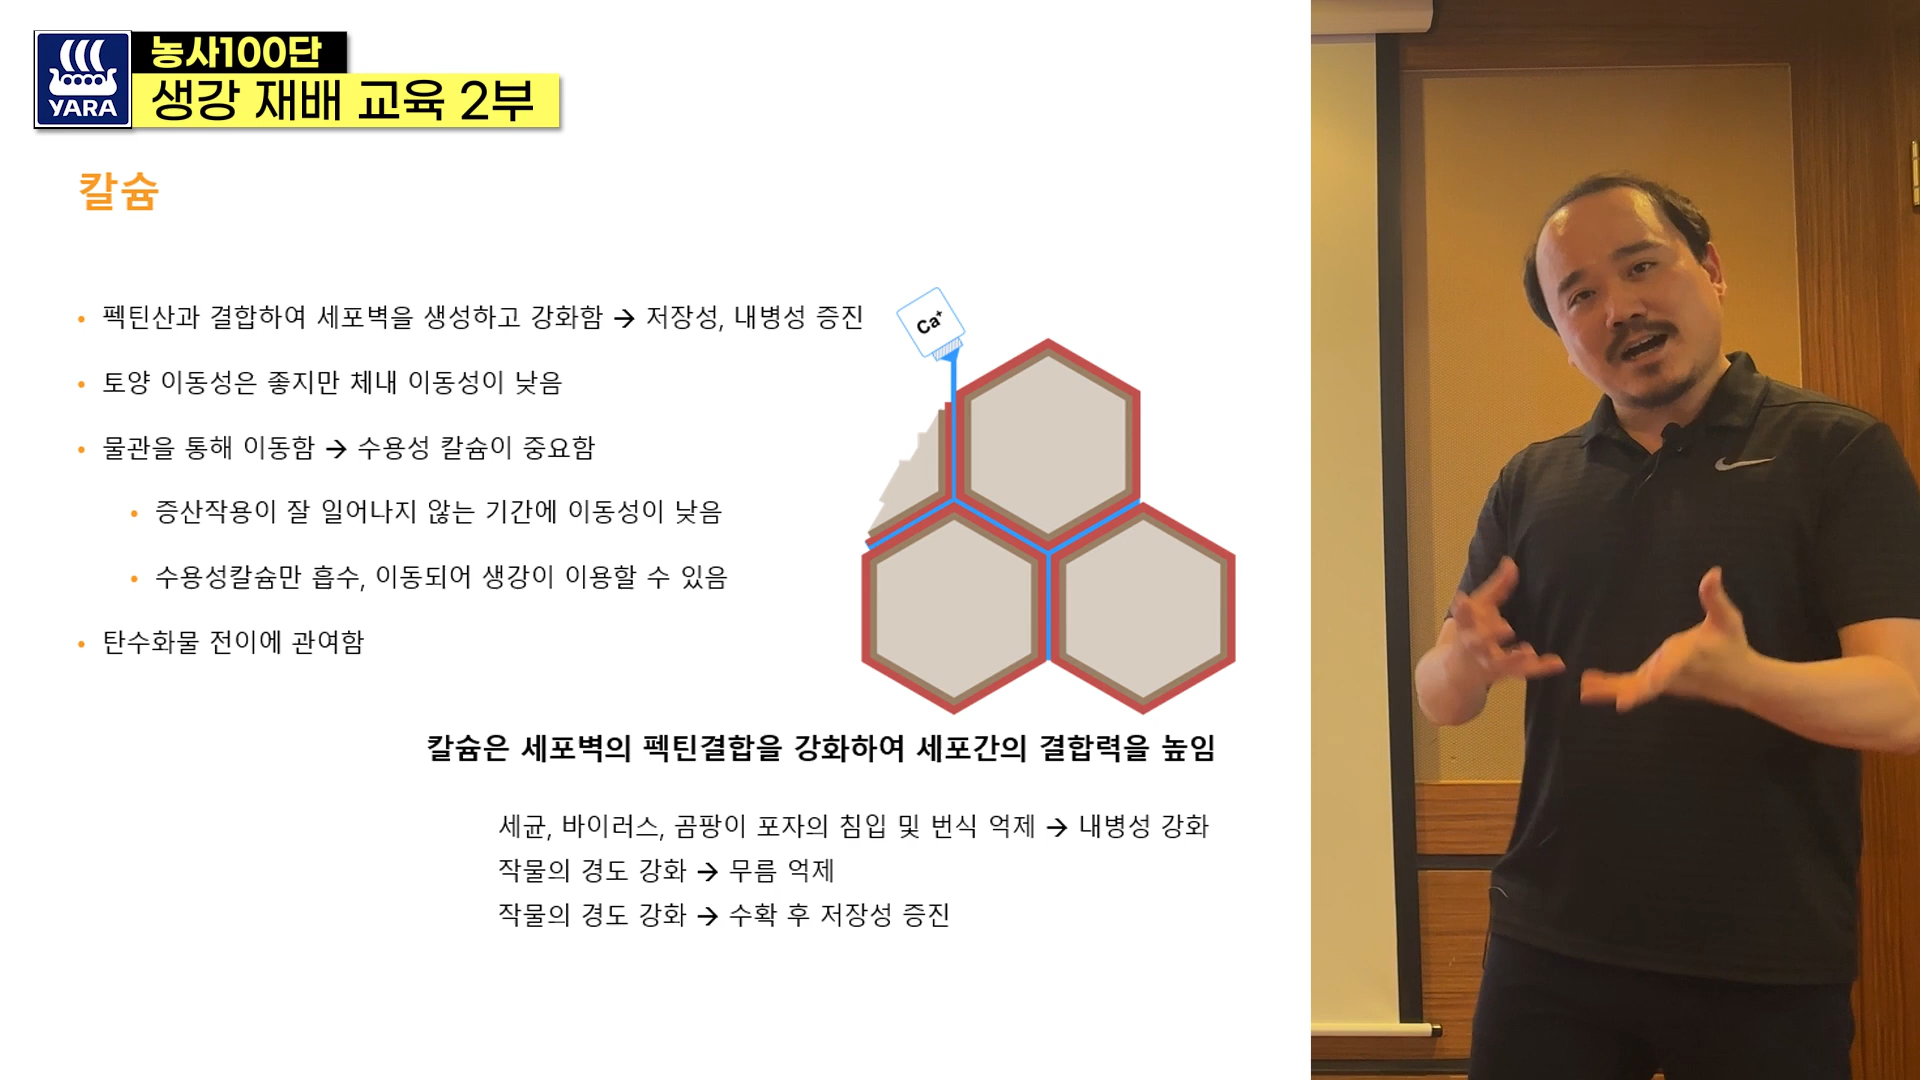 YARA
농사100단
생강 재배 교육 2부
칼슘
• 펙틴산과 결합하여 세포벽을 생성하고 강화함 → 저장성, 내병성 증진
• 토양 이동성은 좋지만 체내 이동성이 낮음
• 물관을 통해 이동함 → 수용성 칼슘이 중요함
• 증산작용이 잘 일어나지 않는 기간에 이동성이 낮음
• 수용성칼슘만 흡수, 이동되어 생강이 이용할 수 있음
• 탄수화물 전이에 관여함
Ca⁺
칼슘은 세포벽의 펙틴결합을 강화하여 세포간의 결합력을 높임
세균, 바이러스, 곰팡이 포자의 침입 및 번식 억제 → 내병성 강화
작물의 경도 강화 → 무름 억제
작물의 경도 강화 → 수확 후 저장성 증진